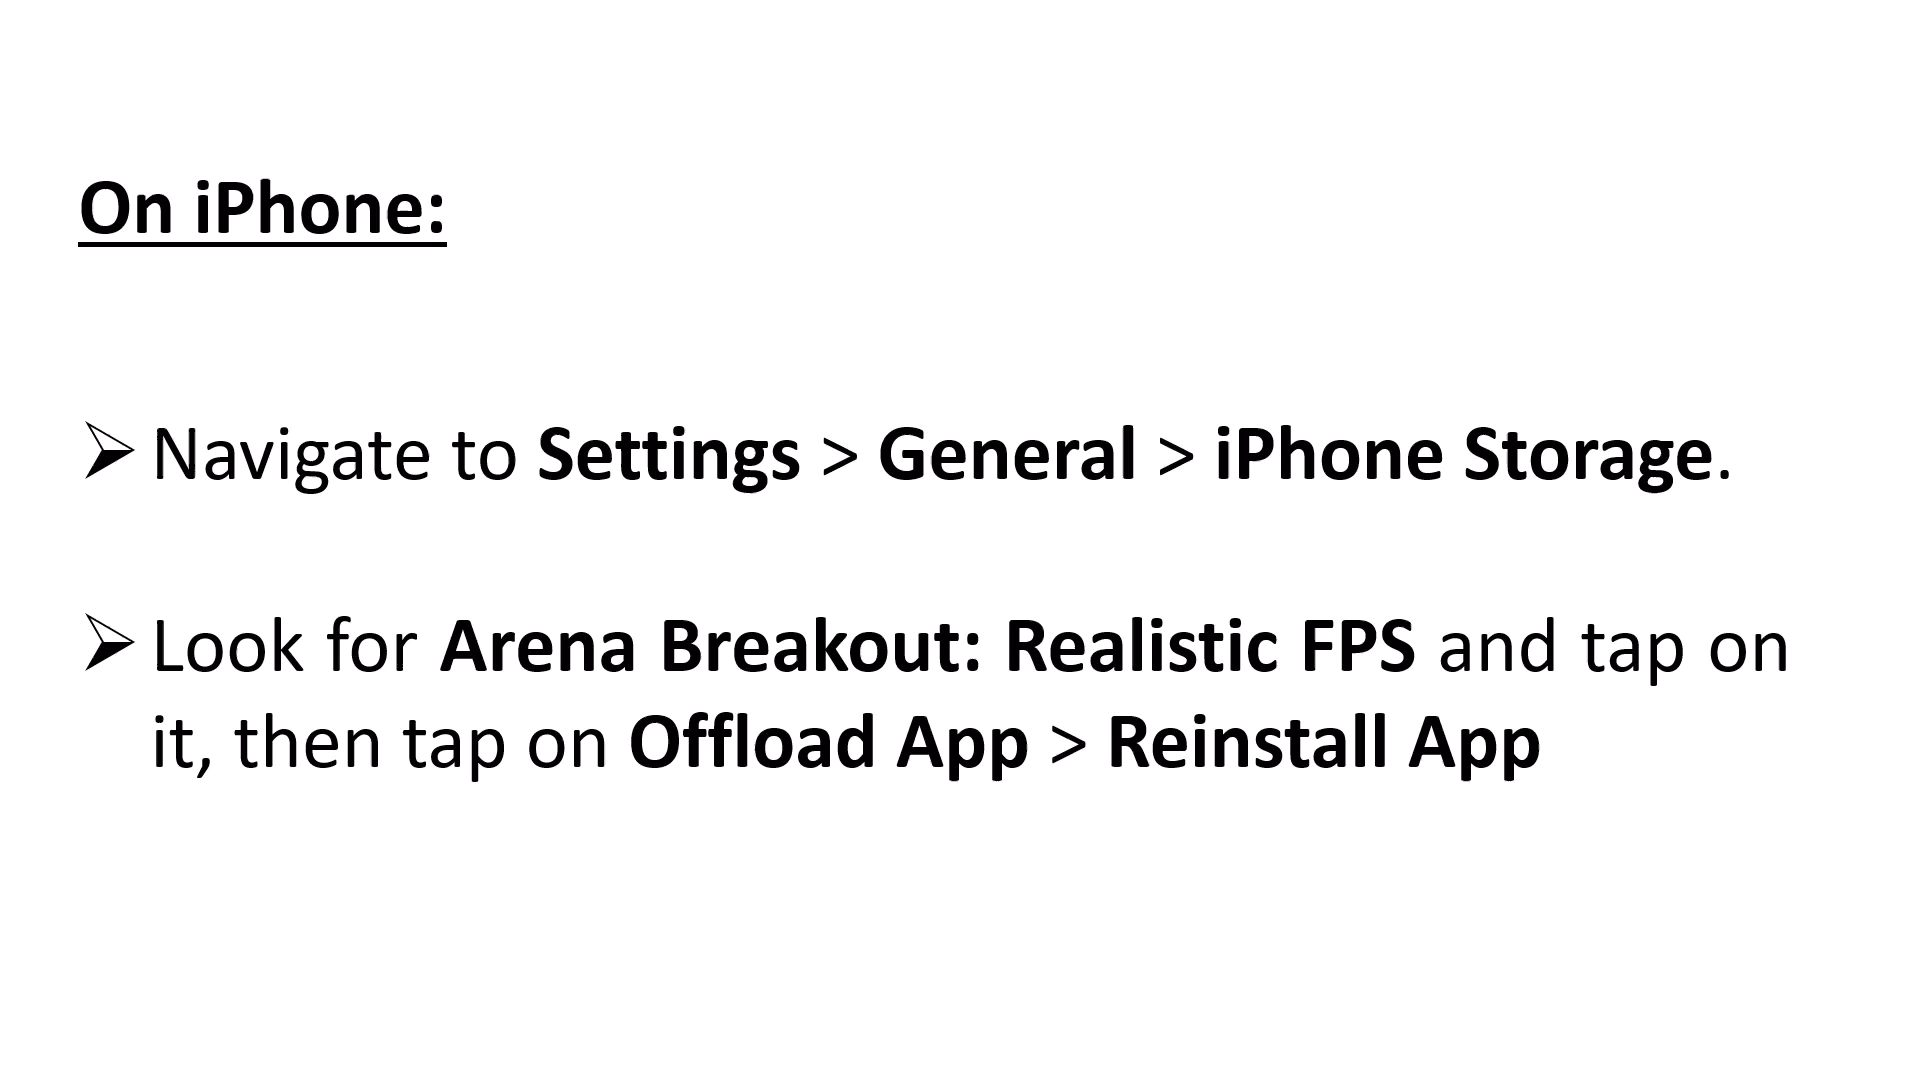 On iPhone:
Navigate to Settings > General > iPhone Storage.
Look for Arena Breakout: Realistic FPS and tap on
it, then tap on Offload App > Reinstall App